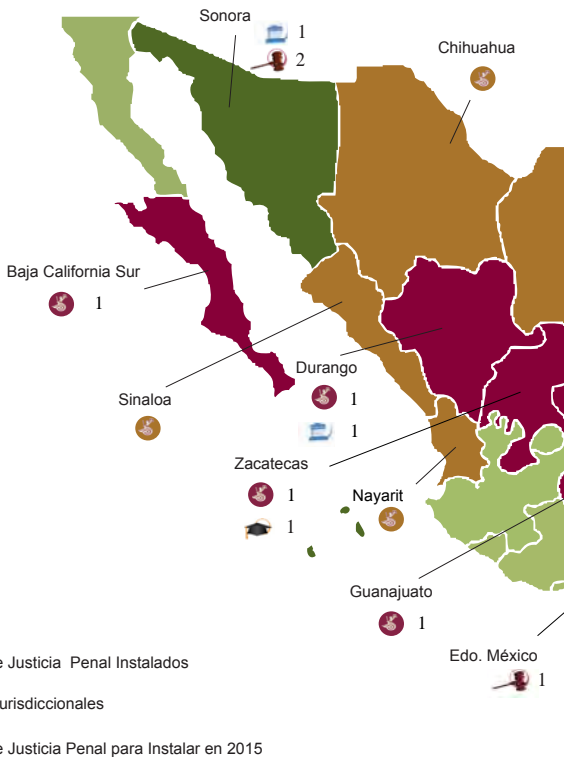 Sonora
1
2
Chihuahua
Baja California Sur
1
Durango
1
1
Sinaloa
Zacatecas
1
1
Nayarit
Guanajuato
1
Edo. México
1
e Justicia Penal Instalados
urisdiccionales
e Justicia Penal para Instalar en 2015